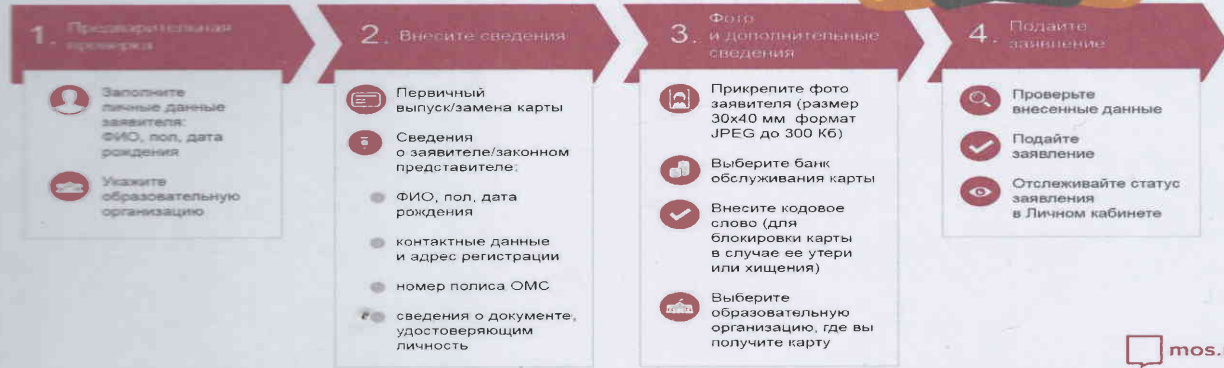 1. Предварительная
проверка
Заполните
личные данные
заявителя:
ФИО, пол, дата
рождения
Укажите
образовательную
организацию
2. Внесите сведения
Первичный
выпуск/замена карты
Сведения
о заявителе/законном
представителе:
ФИО, пол, дата
рождения
контактные данные
и адрес регистрации
номер полиса ОМС
сведения о документе,
удостоверяющим
личность
3. Фото
и дополнительные
сведения
Прикрепите фото
заявителя (размер
30х40 мм формат
JPEG до 300 Кб)
Выберите банк
обслуживания карты
Внесите кодовое
слово (для
блокировки карты
в случае ее утери
или хищения)
Выберите
образовательную
организацию, где вы
получите карту
4. Подайте
заявление
Проверьте
внесенные данные
Подайте
заявление
Отслеживайте статус
заявления
в Личном кабинете
mos.